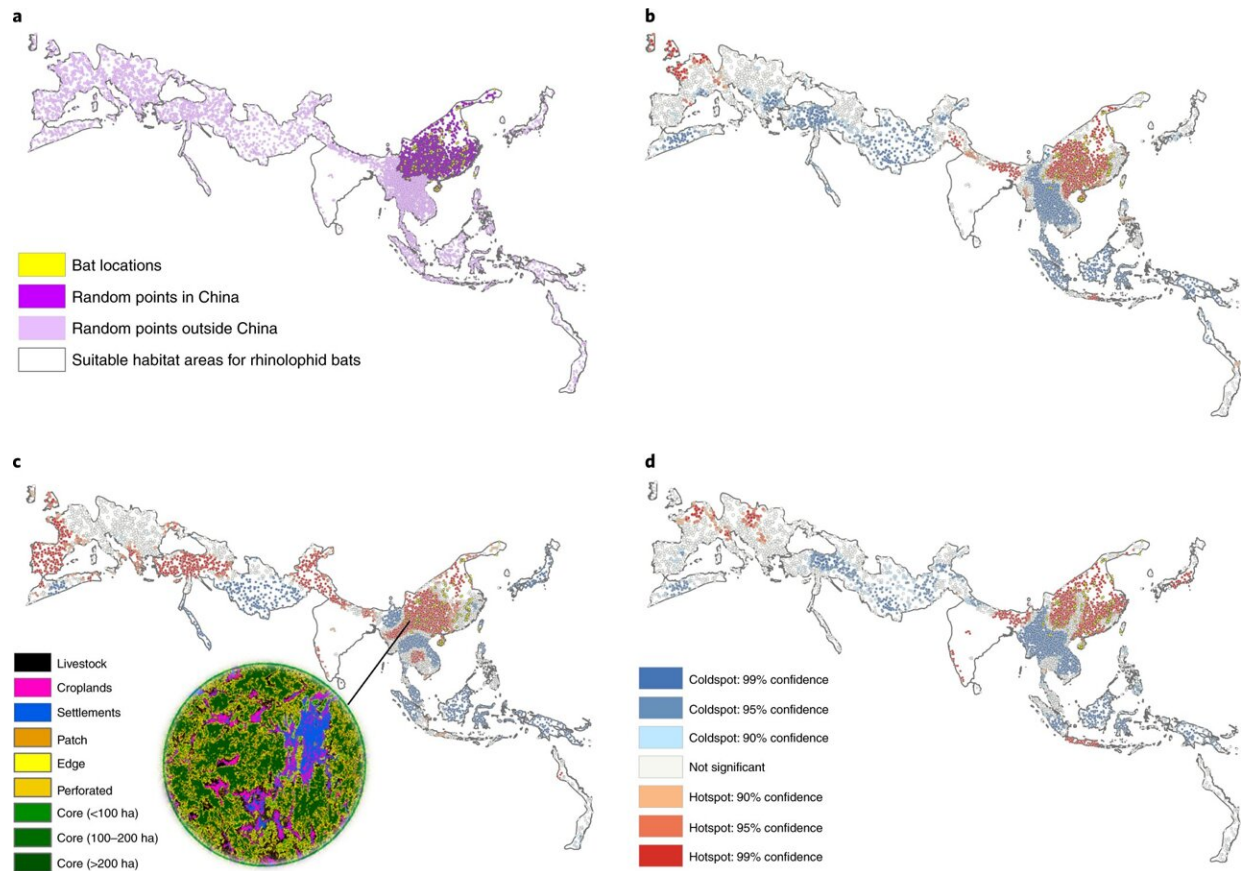 a
Bat locations
Random points in China
Random points outside China
Suitable habitat areas for rhinolophid bats
b
c
Livestock
Croplands
Settlements
Patch
Edge
Perforated
Core (<100 ha)
Core (100–200 ha)
Core (>200 ha)
d
Coldspot: 99% confidence
Coldspot: 95% confidence
Coldspot: 90% confidence
Not significant
Hotspot: 90% confidence
Hotspot: 95% confidence
Hotspot: 99% confidence